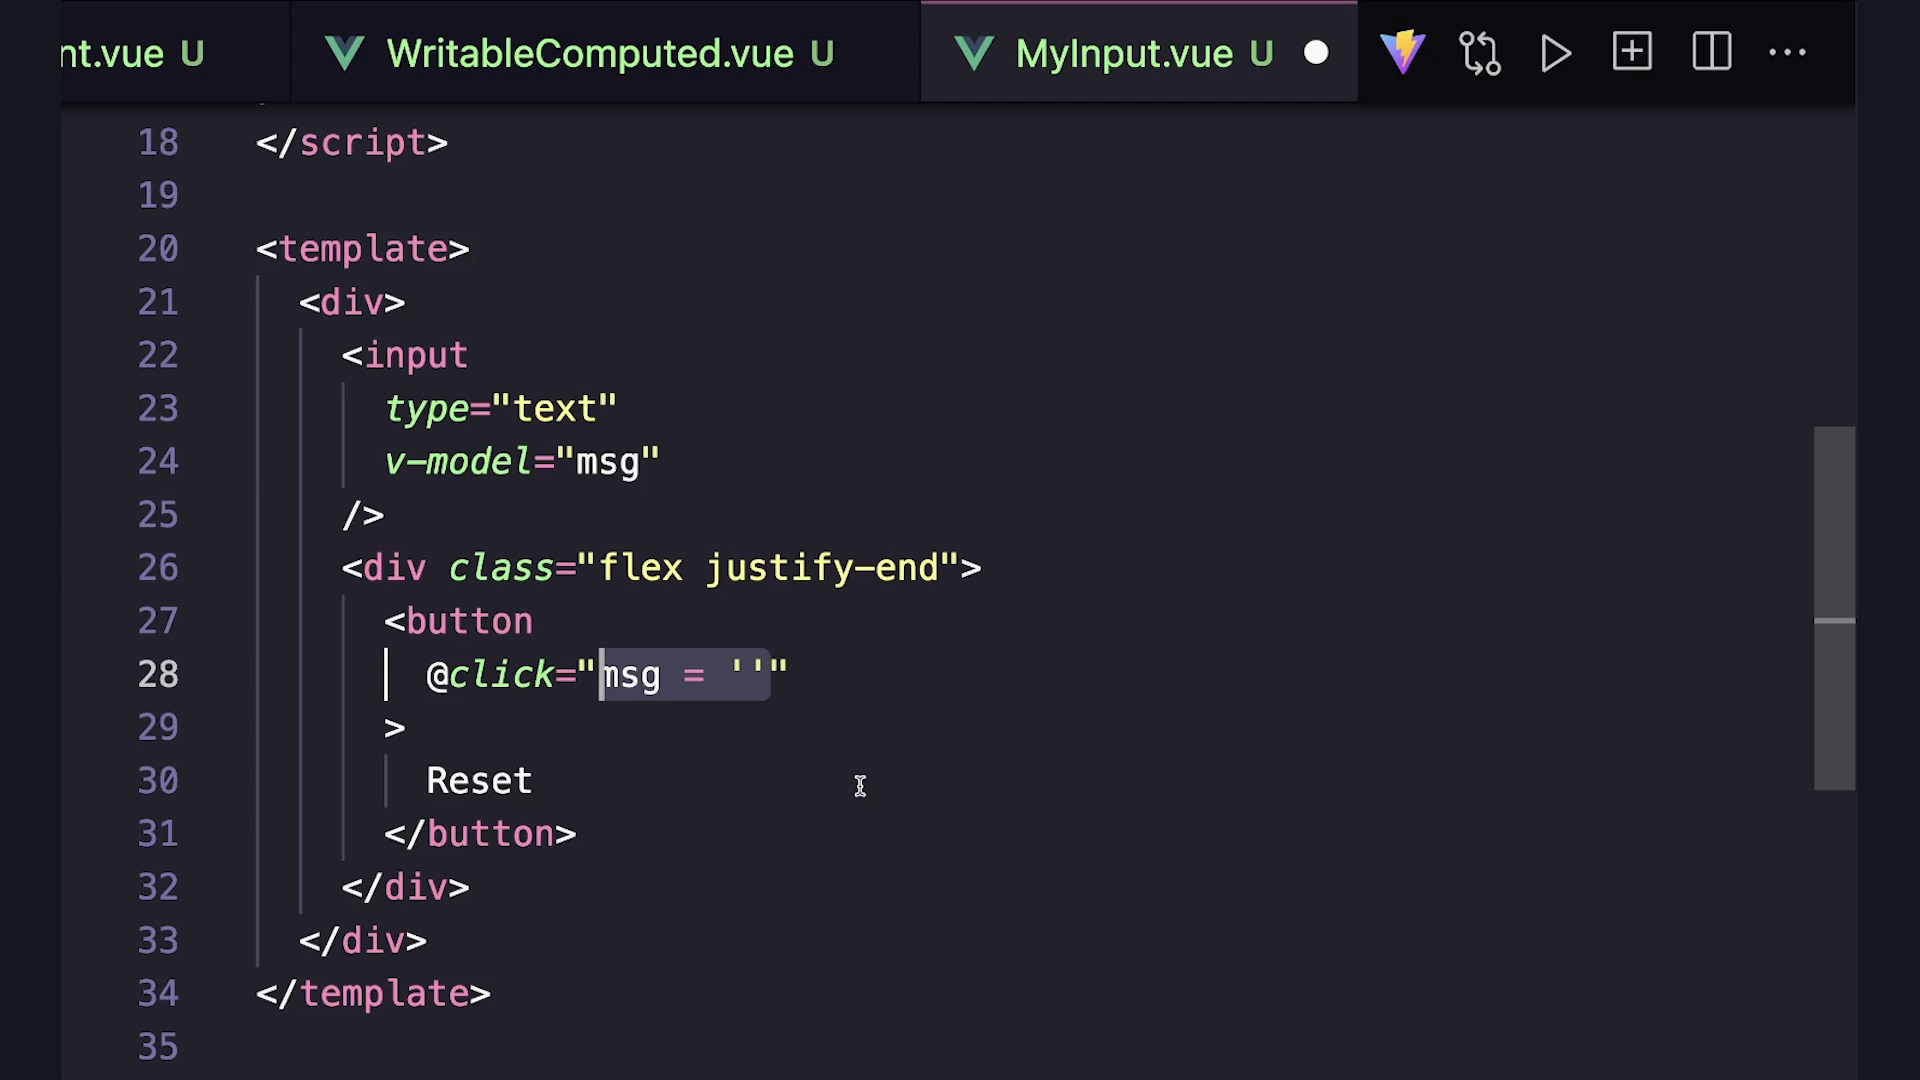 nt.vue U WritableComputed.vue U MyInput.vue U
18 </script>
19
20 <template>
21 <div>
22 <input
23 type="text"
24 v-model="msg"
25 />
26 <div class="flex justify-end">
27 <button
28 @click="msg = ''"
29 >
30 Reset
31 </button>
32 </div>
33 </div>
34 </template>
35